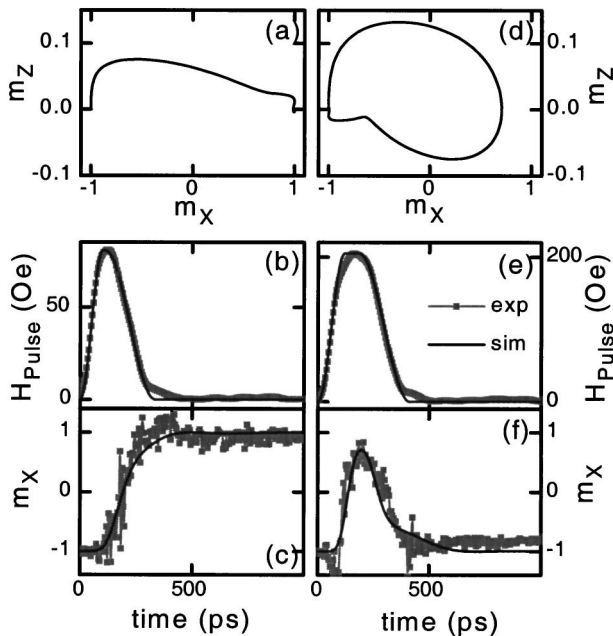 (a)
(d)
0.1
0.0
-0.1
m_Z
-1
0
1
m_X
-1
0
1
m_X
0.1
0.0
-0.1
m_Z
(b)
(e)
50
0
H_Pulse (Oe)
exp
sim
200
0
H_Pulse (Oe)
(c)
(f)
1
0
-1
m_X
1
0
-1
m_X
0
500
time (ps)
0
500
time (ps)